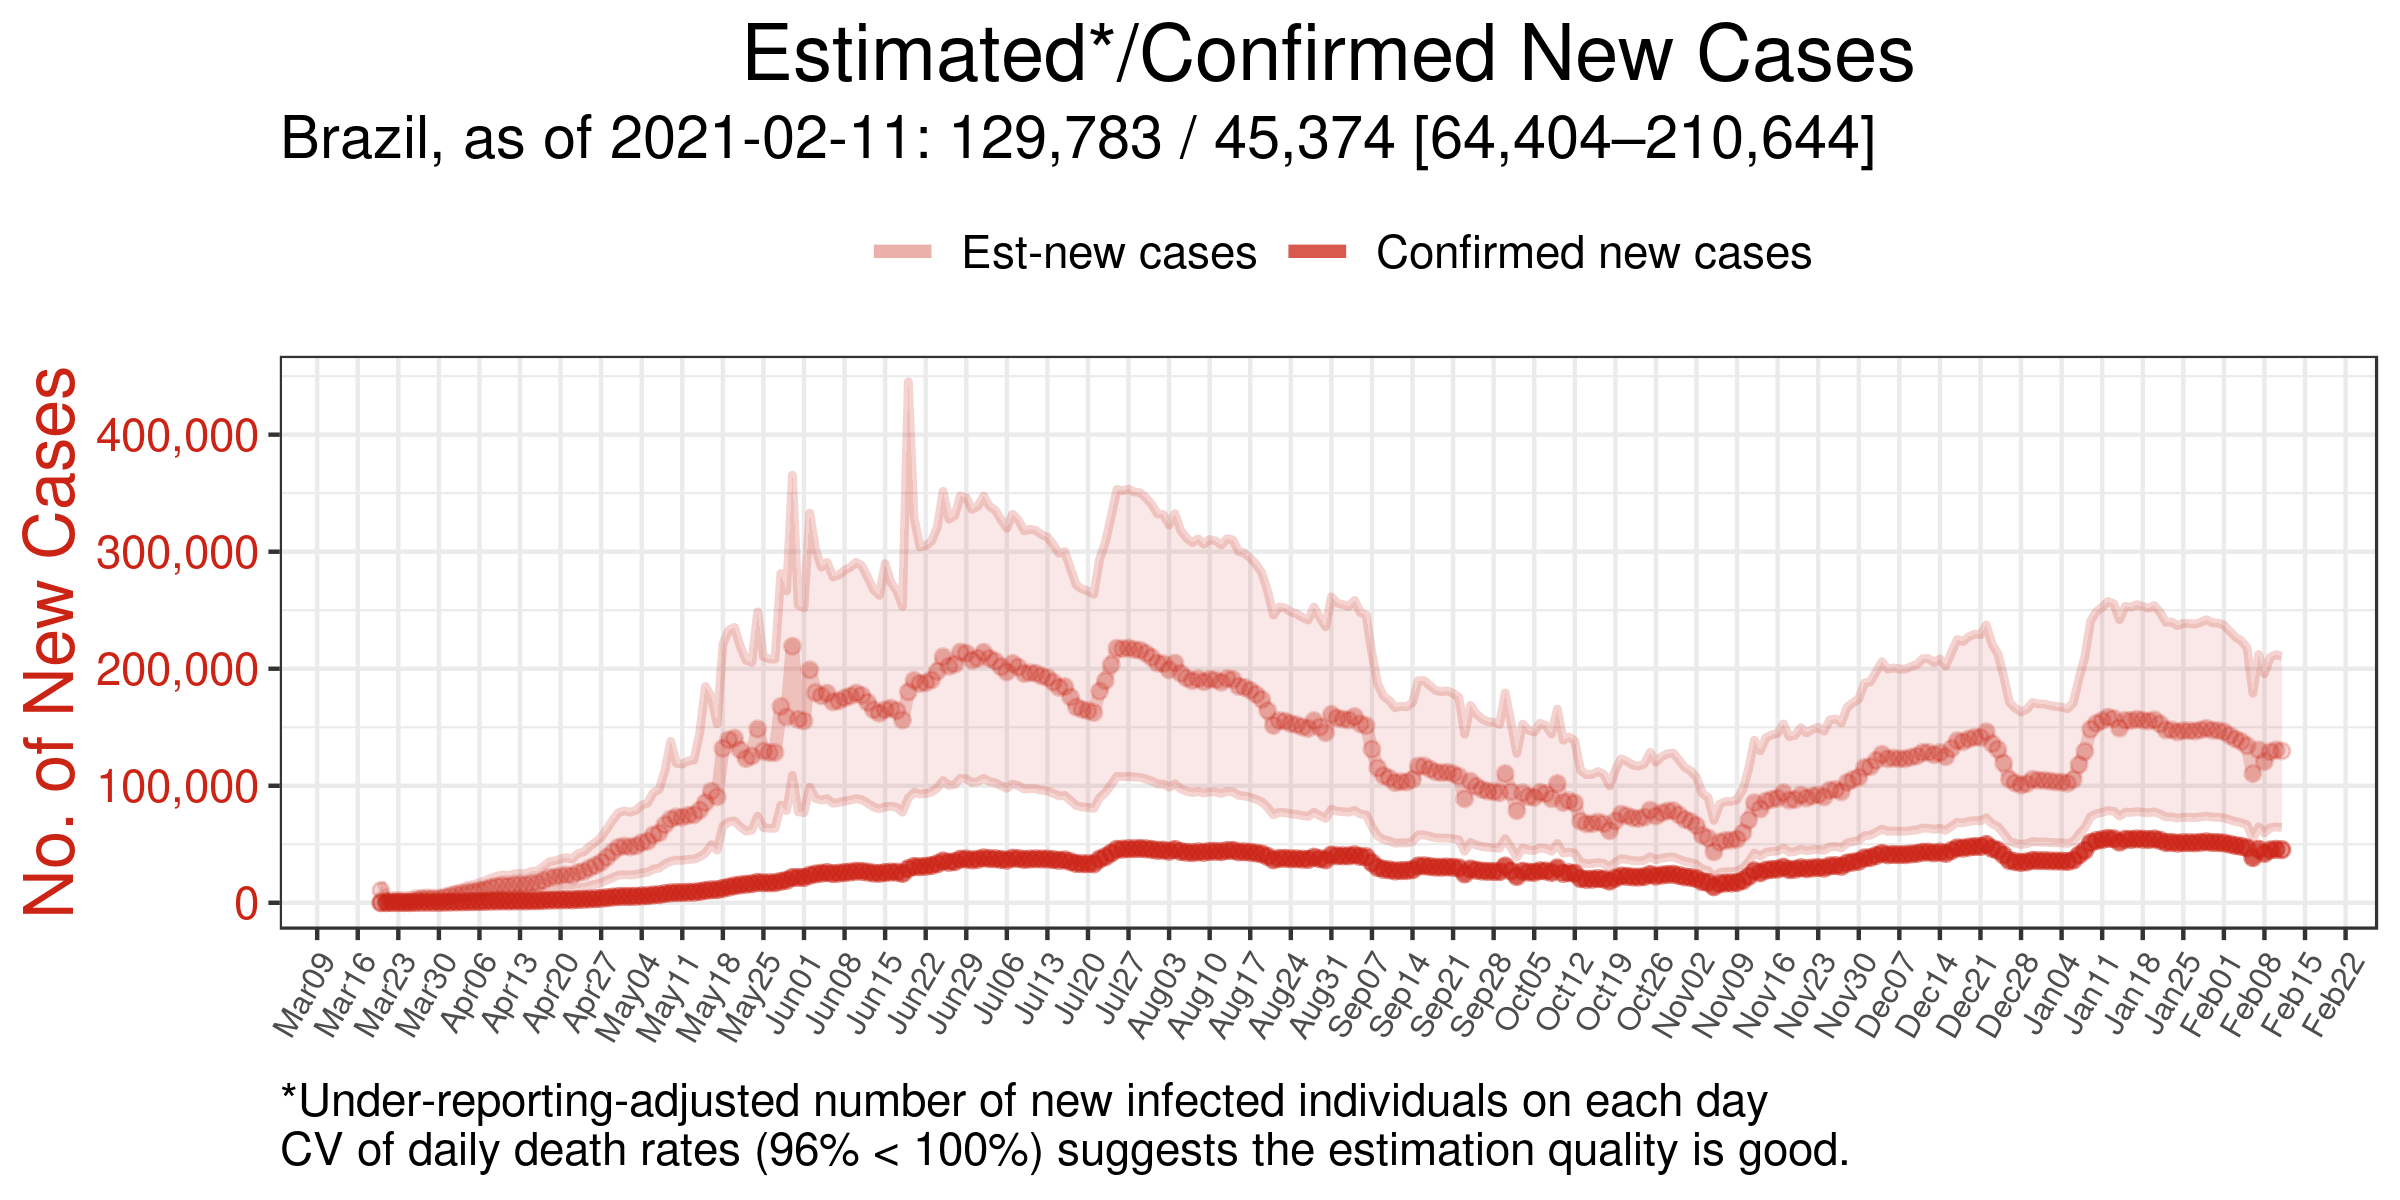 Estimated*/Confirmed New Cases
Brazil, as of 2021-02-11: 129,783 / 45,374 [64,404–210,644]
Est-new cases
Confirmed new cases
No. of New Cases
400,000
300,000
200,000
100,000
0
Mar09
Mar16
Mar23
Mar30
Apr06
Apr13
Apr20
Apr27
May04
May11
May18
May25
Jun01
Jun08
Jun15
Jun22
Jun29
Jul06
Jul13
Jul20
Jul27
Aug03
Aug10
Aug17
Aug24
Aug31
Sep07
Sep14
Sep21
Sep28
Oct05
Oct12
Oct19
Oct26
Nov02
Nov09
Nov16
Nov23
Nov30
Dec07
Dec14
Dec21
Dec28
Jan04
Jan11
Jan18
Jan25
Feb01
Feb08
Feb15
Feb22
*Under-reporting-adjusted number of new infected individuals on each day
CV of daily death rates (96% < 100%) suggests the estimation quality is good.